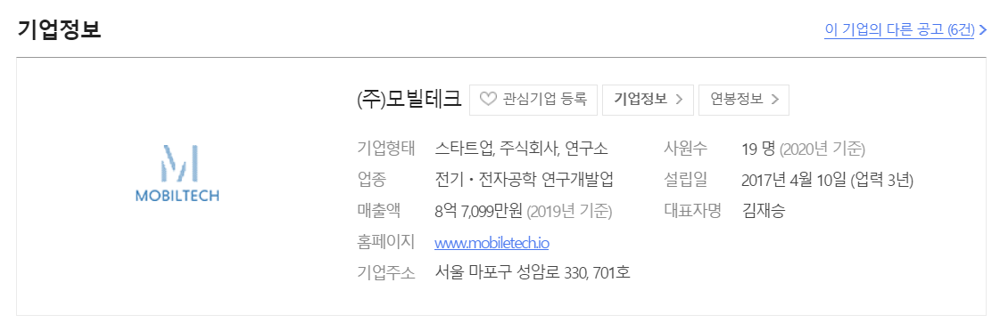 기업정보
이 기업의 다른 공고 (6건)
MOBILTECH
(주)모빌테크 관심기업 등록 기업정보 연봉정보
기업형태 스타트업, 주식회사, 연구소 사원수 19 명 (2020년 기준)
업종 전기·전자공학 연구개발업 설립일 2017년 4월 10일 (업력 3년)
매출액 8억 7,099만원 (2019년 기준) 대표자명 김재승
홈페이지 www.mobiletech.io
기업주소 서울 마포구 성암로 330, 701호